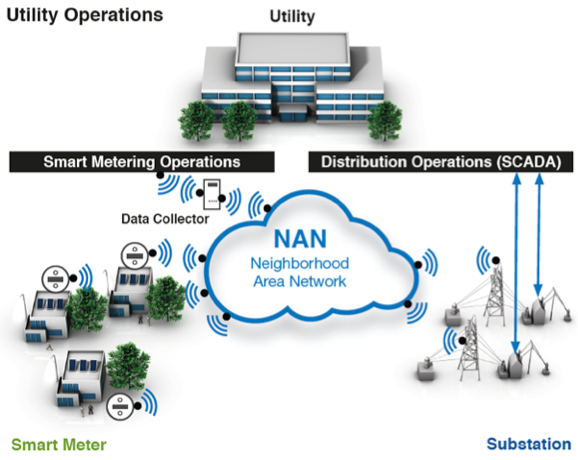 Utility Operations
Utility
Smart Metering Operations
Distribution Operations (SCADA)
Data Collector
NAN
Neighborhood
Area Network
Smart Meter
Substation